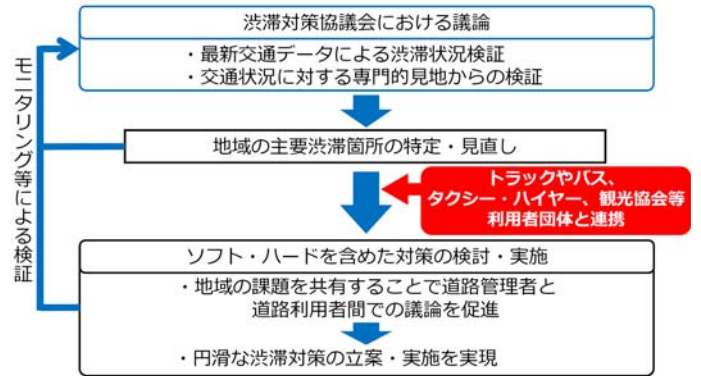 渋滞対策協議会における議論
・最新交通データによる渋滞状況検証
・交通状況に対する専門的見地からの検証
モニタリング等による検証
地域の主要渋滞箇所の特定・見直し
トラックやバス、
タクシー・ハイヤー、観光協会等
利用者団体と連携
ソフト・ハードを含めた対策の検討・実施
・地域の課題を共有することで道路管理者と
道路利用者間での議論を促進
・円滑な渋滞対策の立案・実施を実現